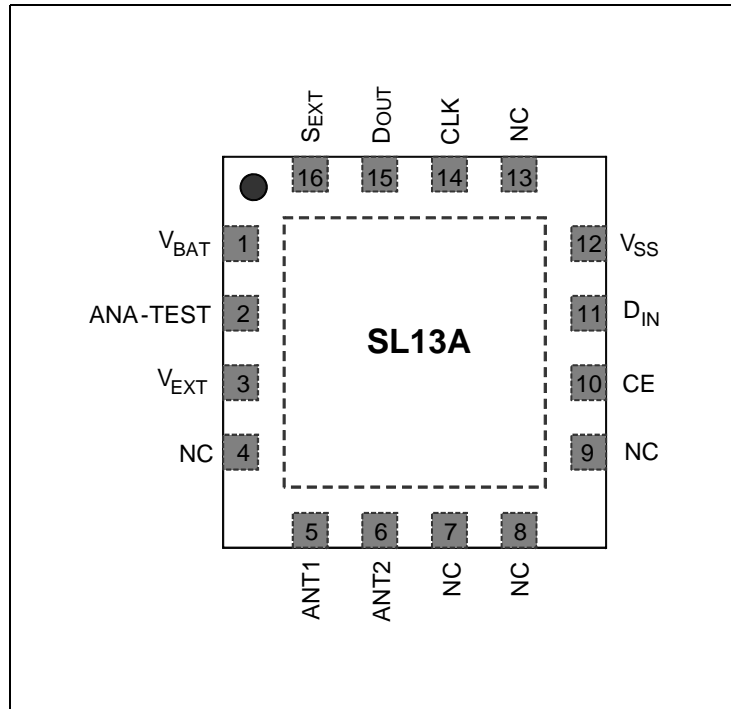 SEXT
DOUT
CLK
NC
16
15
14
13
VBAT 1
12 VSS
ANA-TEST 2
11 DIN
SL13A
VEXT 3
10 CE
NC 4
9 NC
5
6
7
8
ANT1
ANT2
NC
NC